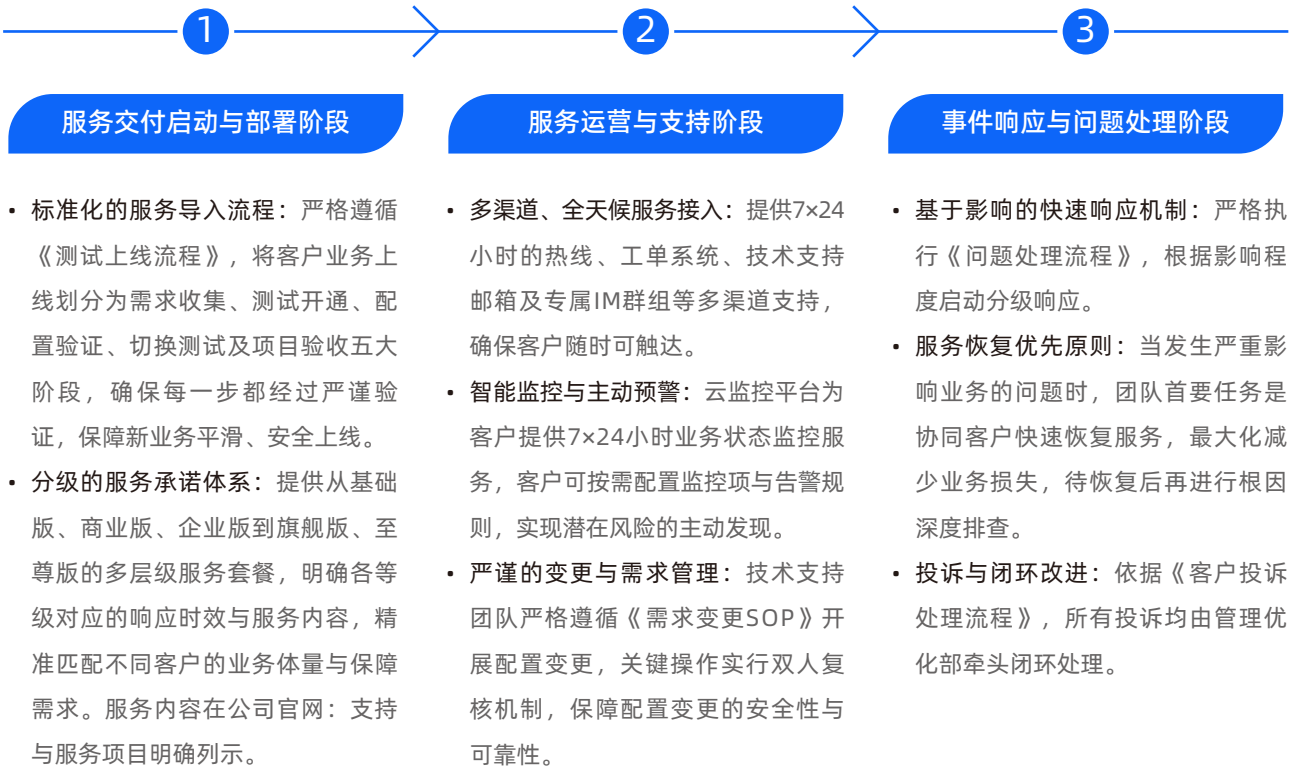 1
服务交付启动与部署阶段
• 标准化的服务导入流程：严格遵循
《测试上线流程》，将客户业务上
线划分为需求收集、测试开通、配
置验证、切换测试及项目验收五大
阶段，确保每一步都经过严谨验
证，保障新业务平滑、安全上线。
• 分级的服务承诺体系：提供从基础
版、商业版、企业版到旗舰版、至
尊版的多层级服务套餐，明确各等
级对应的响应时效与服务内容，精
准匹配不同客户的业务体量与保障
需求。服务内容在公司官网：支持
与服务项目明确列示。
2
服务运营与支持阶段
• 多渠道、全天候服务接入：提供7×24
小时的热线、工单系统、技术支持
邮箱及专属IM群组等多渠道支持，
确保客户随时可触达。
• 智能监控与主动预警：云监控平台为
客户提供7×24小时业务状态监控服
务，客户可按需配置监控项与告警规
则，实现潜在风险的主动发现。
• 严谨的变更与需求管理：技术支持
团队严格遵循《需求变更SOP》开
展配置变更，关键操作实行双人复
核机制，保障配置变更的安全性与
可靠性。
3
事件响应与问题处理阶段
• 基于影响的快速响应机制：严格执
行《问题处理流程》，根据影响程
度启动分级响应。
• 服务恢复优先原则：当发生严重影
响业务的问题时，团队首要任务是
协同客户快速恢复服务，最大化减
少业务损失，待恢复后再进行根因
深度排查。
• 投诉与闭环改进：依据《客户投诉
处理流程》，所有投诉均由管理优
化部牵头闭环处理。